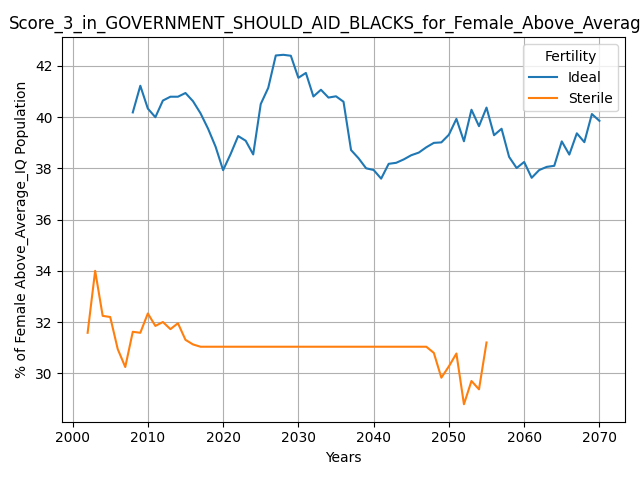 Score_3_in_GOVERNMENT_SHOULD_AID_BLACKS_for_Female_Above_Averag
Fertility
Ideal
Sterile
% of Female Above_Average_IQ Population
42
40
38
36
34
32
30
2000 2010 2020 2030 2040 2050 2060 2070
Years